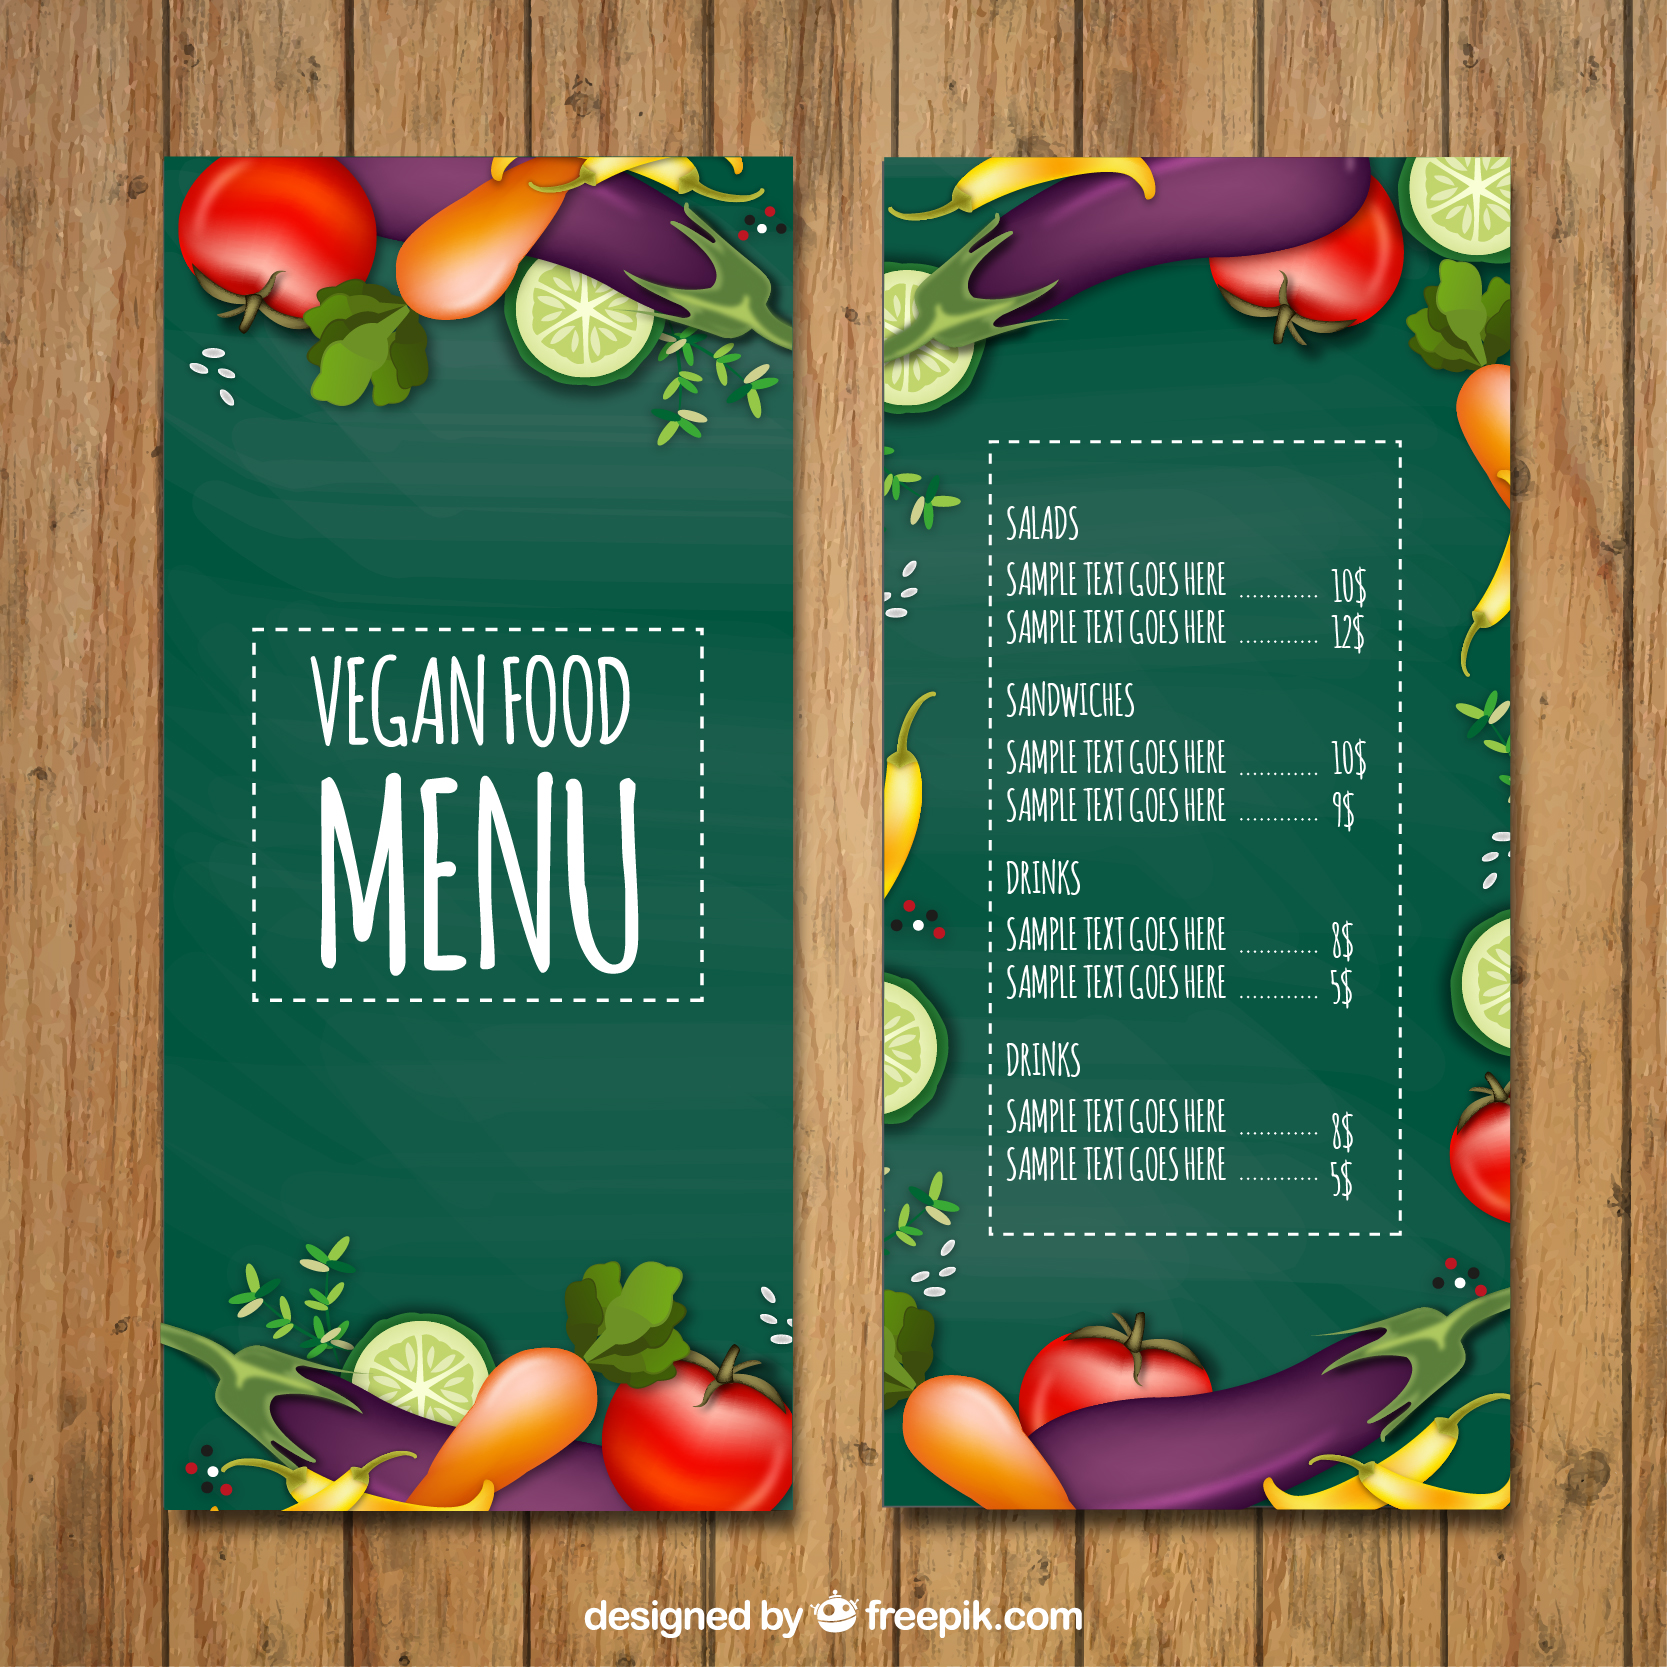 VEGAN FOOD
MENU
SALADS
SAMPLE TEXT GOES HERE ............ 10$
SAMPLE TEXT GOES HERE ............ 12$
SANDWICHES
SAMPLE TEXT GOES HERE ............ 10$
SAMPLE TEXT GOES HERE ............ 9$
DRINKS
SAMPLE TEXT GOES HERE ............ 8$
SAMPLE TEXT GOES HERE ............ 5$
DRINKS
SAMPLE TEXT GOES HERE ............ 8$
SAMPLE TEXT GOES HERE ............ 5$
designed by freepik.com